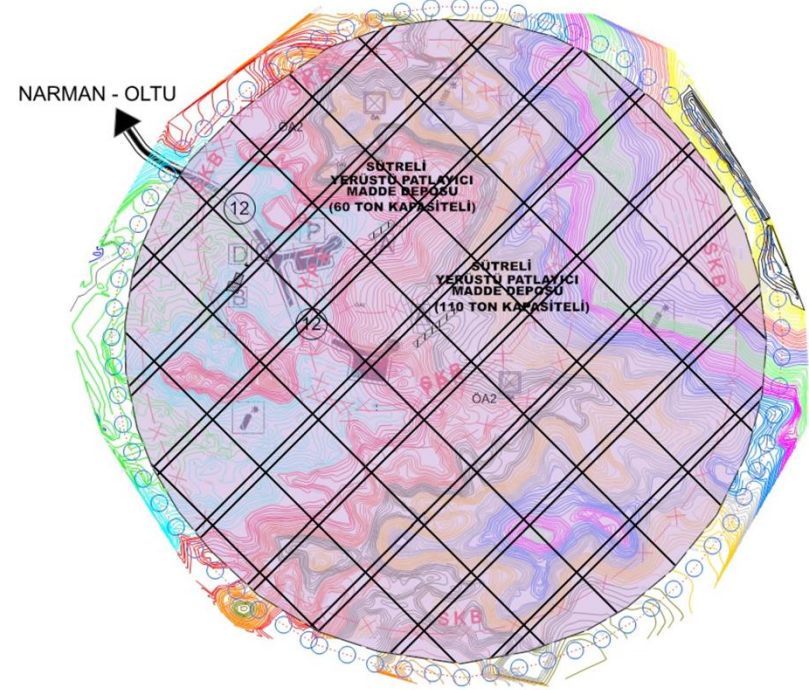 NARMAN - OLTU
SKB
SKB
ÖA
ÖA2
SÜTRELİ
YERÜSTÜ PATLAYICI
MADDE DEPOSU
(60 TON KAPASİTELİ)
12
D
?
SKB
SÜTRELİ
YERÜSTÜ PATLAYICI
MADDE DEPOSU
(110 TON KAPASİTELİ)
12
SKB
ÖA2
SKB